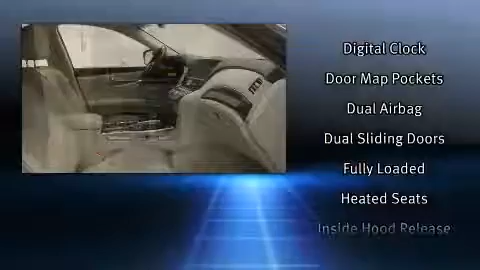 Digital Clock
Door Map Pockets
Dual Airbag
Dual Sliding Doors
Fully Loaded
Heated Seats
Inside Hood Release